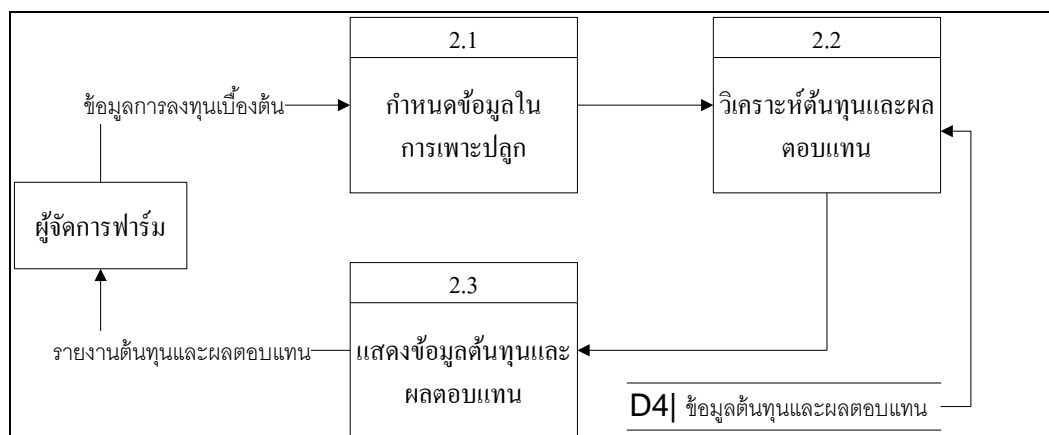 2.1
กำหนดข้อมูลใน
การเพาะปลูก
2.2
วิเคราะห์ต้นทุนและผล
ตอบแทน
ข้อมูลการลงทุนเบื้องต้น
ผู้จัดการฟาร์ม
2.3
แสดงข้อมูลต้นทุนและ
ผลตอบแทน
รายงานต้นทุนและผลตอบแทน
D4| ข้อมูลต้นทุนและผลตอบแทน